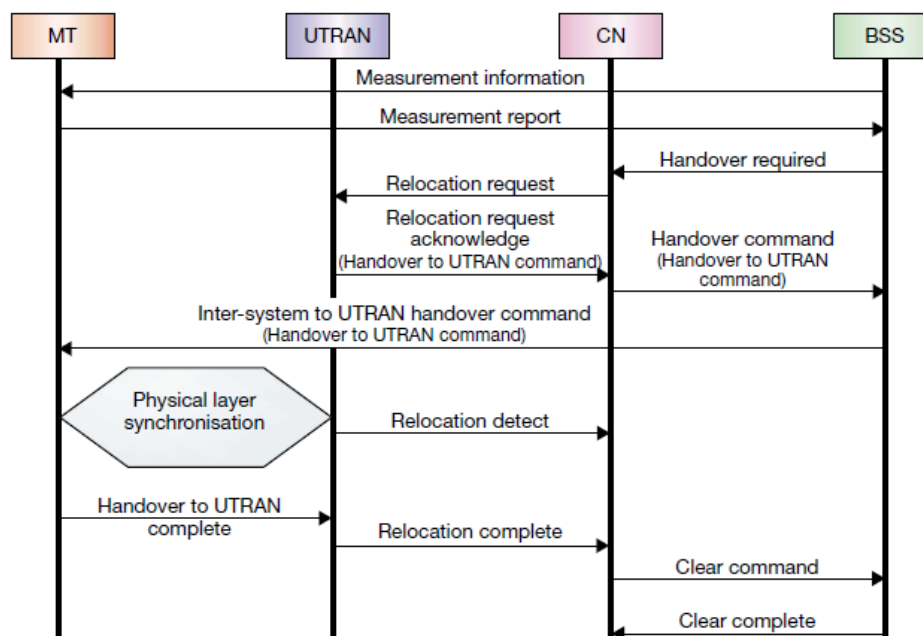 MT
UTRAN
CN
BSS
Measurement information
Measurement report
Handover required
Relocation request
Relocation request
acknowledge
(Handover to UTRAN command)
Handover command
(Handover to UTRAN
command)
Inter-system to UTRAN handover command
(Handover to UTRAN command)
Physical layer
synchronisation
Relocation detect
Handover to UTRAN
complete
Relocation complete
Clear command
Clear complete